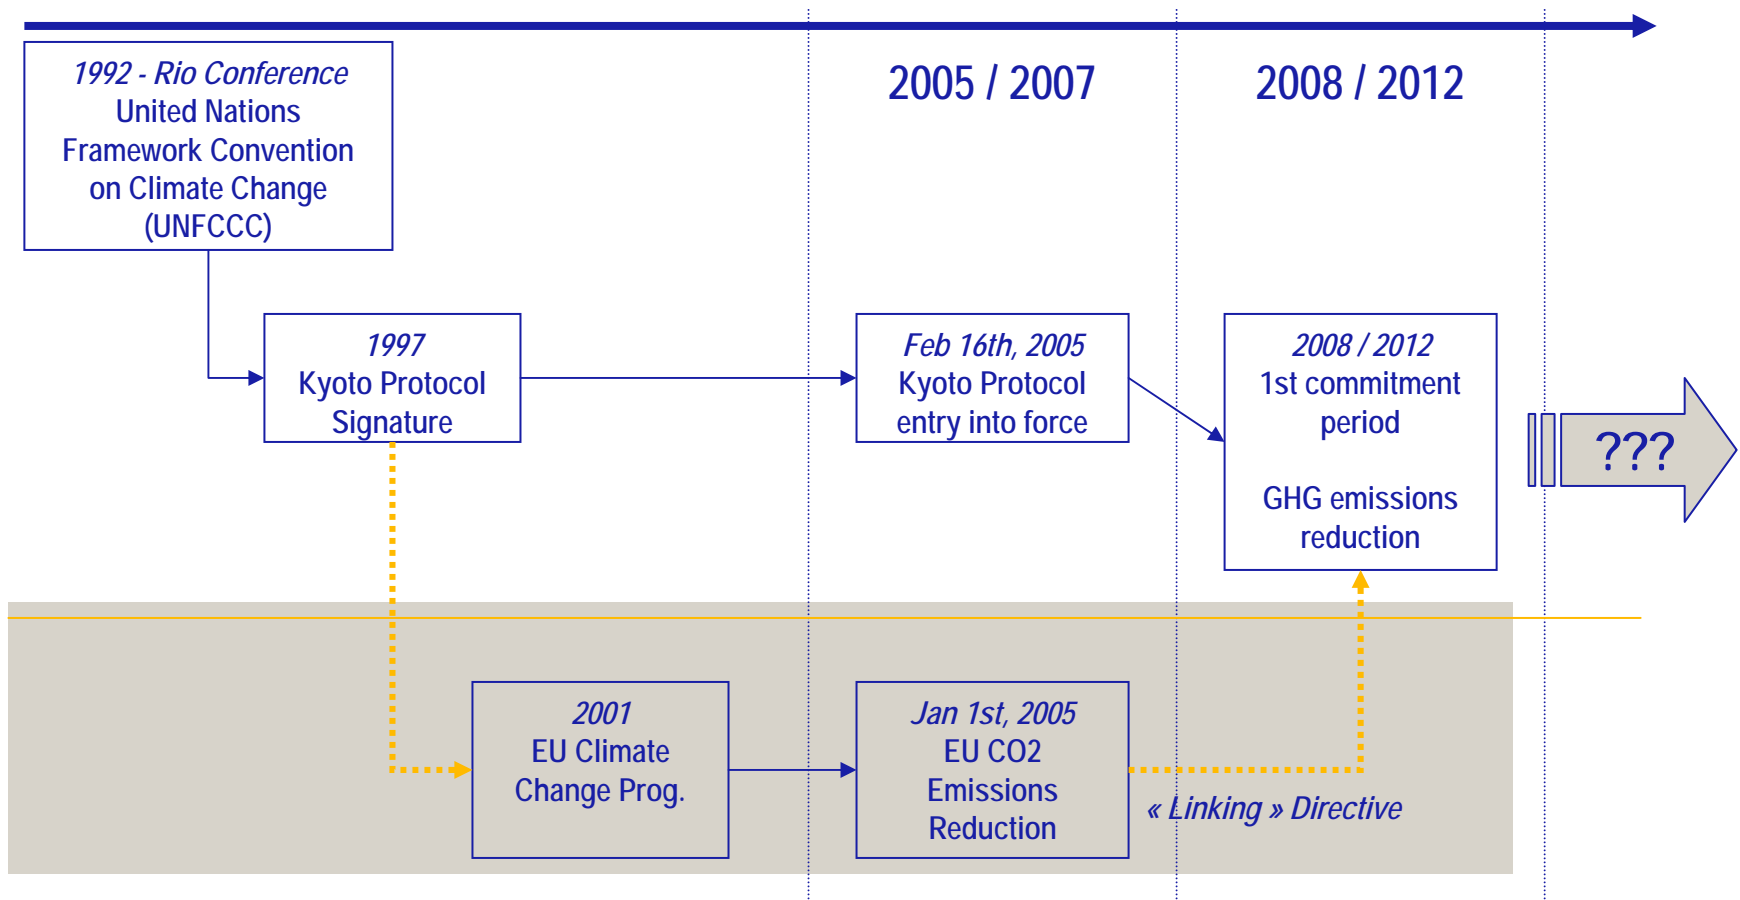 1992 - Rio Conference
United Nations
Framework Convention
on Climate Change
(UNFCCC)
2005 / 2007
2008 / 2012
1997
Kyoto Protocol
Signature
Feb 16th, 2005
Kyoto Protocol
entry into force
2008 / 2012
1st commitment
period
GHG emissions
reduction
???
2001
EU Climate
Change Prog.
Jan 1st, 2005
EU CO2
Emissions
Reduction
« Linking » Directive